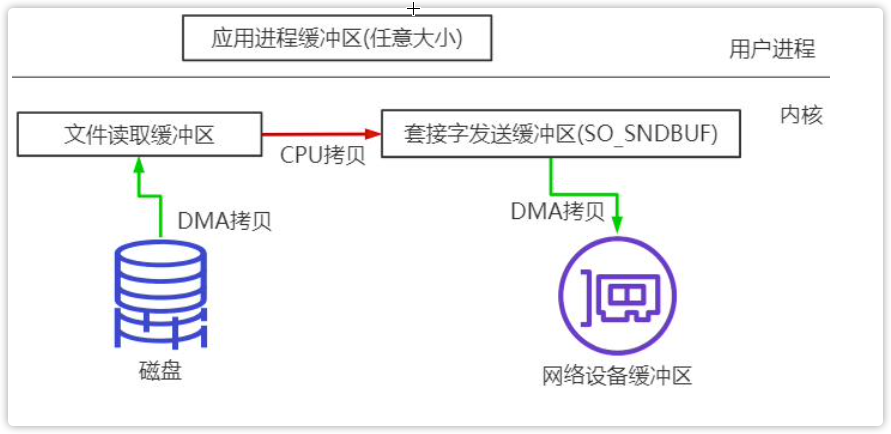 应用进程缓冲区(任意大小)
用户进程
内核
文件读取缓冲区
套接字发送缓冲区(SO_SNDBUF)
CPU拷贝
DMA拷贝
DMA拷贝
磁盘
网络设备缓冲区